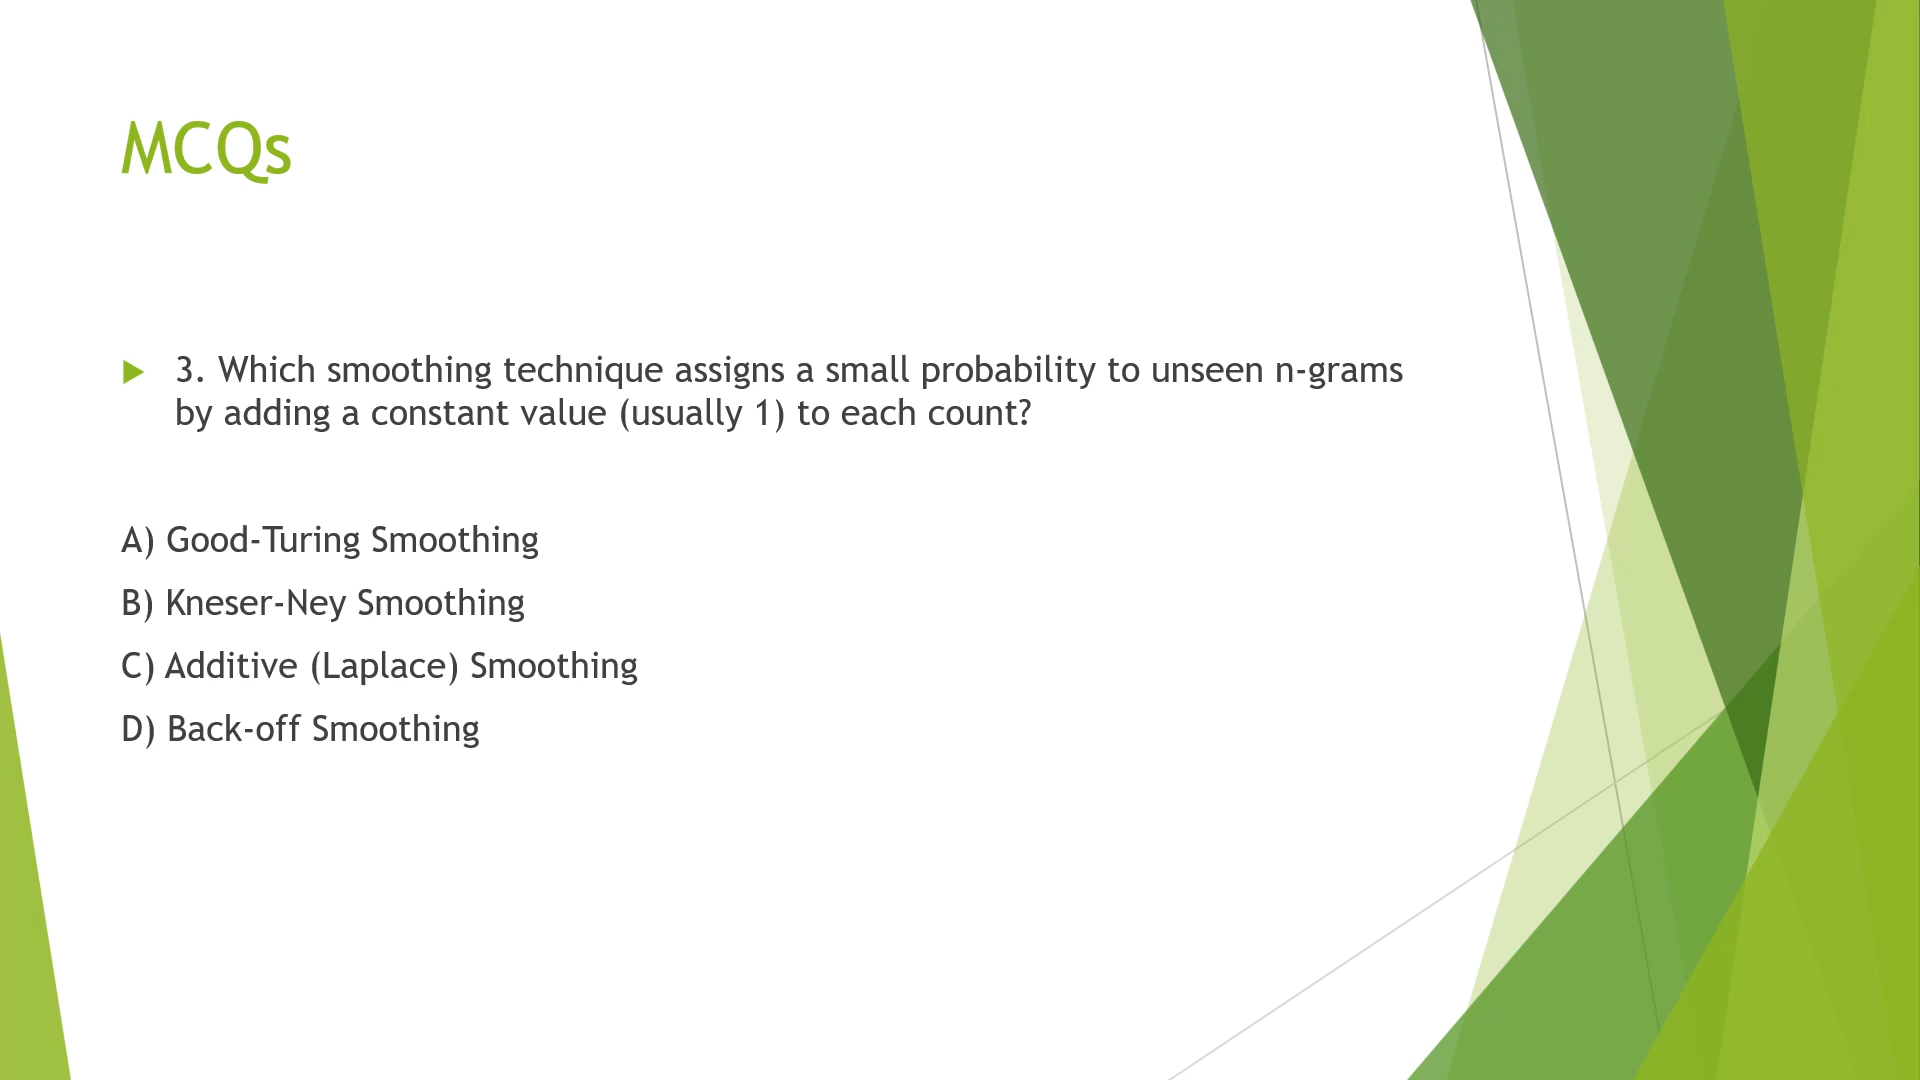 MCQs
3. Which smoothing technique assigns a small probability to unseen n-grams
by adding a constant value (usually 1) to each count?
A) Good-Turing Smoothing
B) Kneser-Ney Smoothing
C) Additive (Laplace) Smoothing
D) Back-off Smoothing